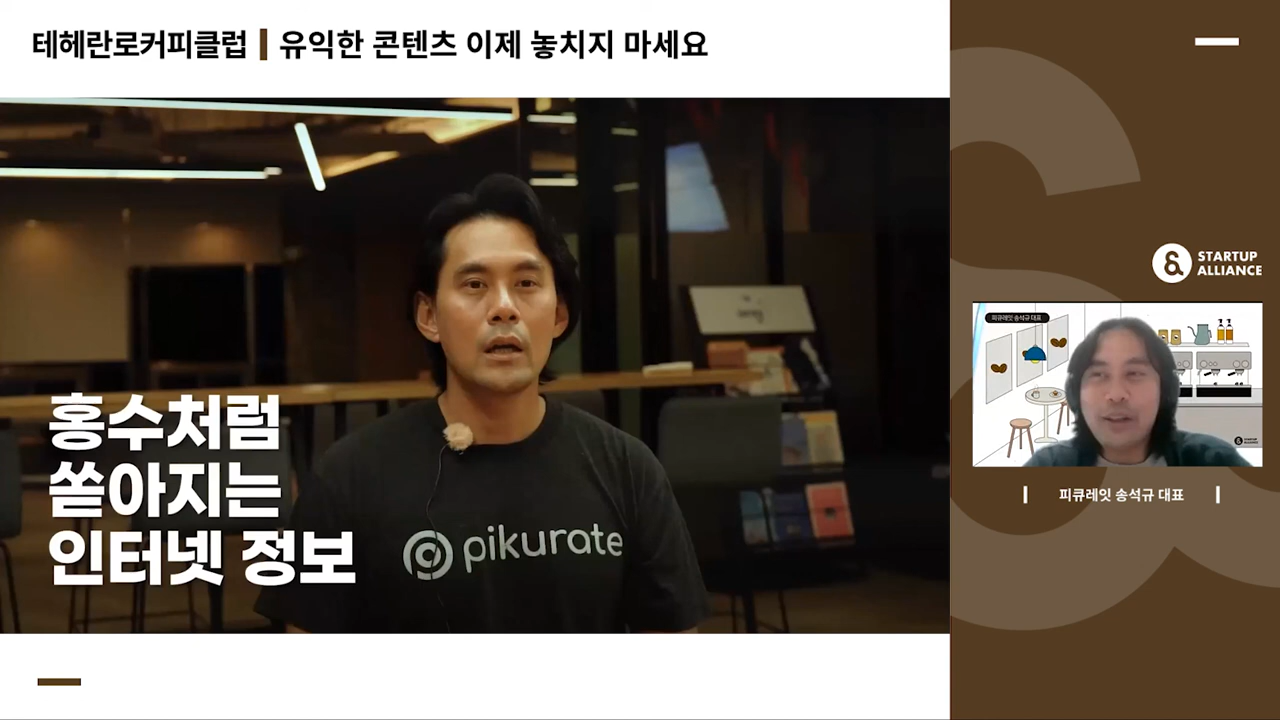 테헤란로커피클럽 | 유익한 콘텐츠 이제 놓치지 마세요
홍수처럼
쏟아지는
인터넷 정보
pikurate
STARTUP
ALLIANCE
피큐레잇 송석규 대표
| 피큐레잇 송석규 대표 |